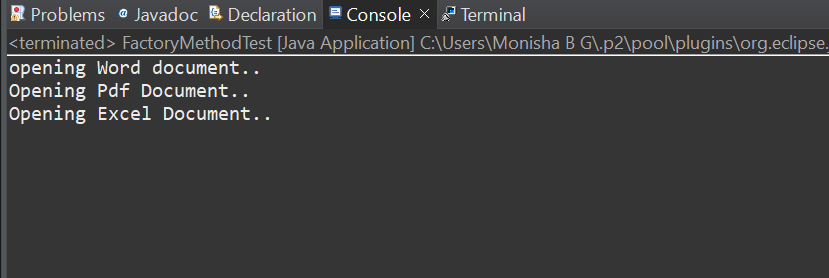 Problems Javadoc Declaration Console Terminal
<terminated> FactoryMethodTest [Java Application] C:\Users\Monisha B G\.p2\pool\plugins\org.eclipse.
opening Word document..
Opening Pdf Document..
Opening Excel Document..